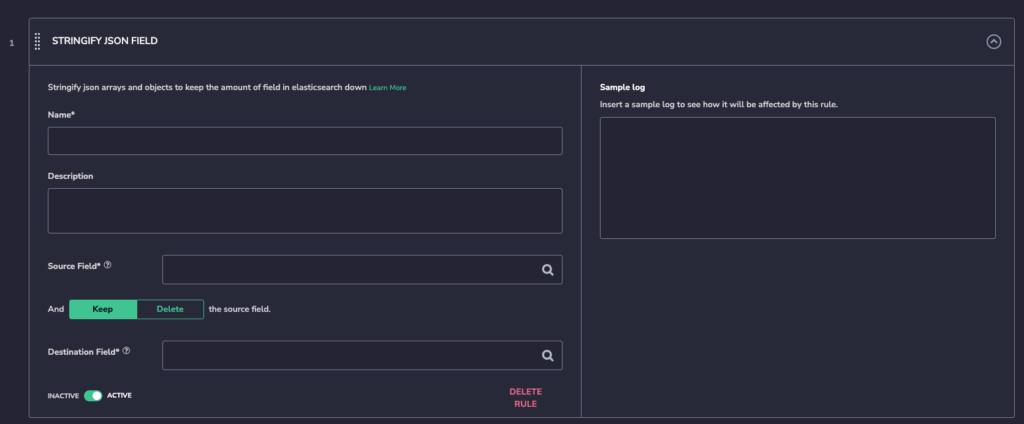 1
STRINGIFY JSON FIELD
Stringify json arrays and objects to keep the amount of field in elasticsearch down Learn More
Name*
Description
Source Field*
And Keep Delete the source field.
Destination Field*
INACTIVE ACTIVE
DELETE
RULE
Sample log
Insert a sample log to see how it will be affected by this rule.